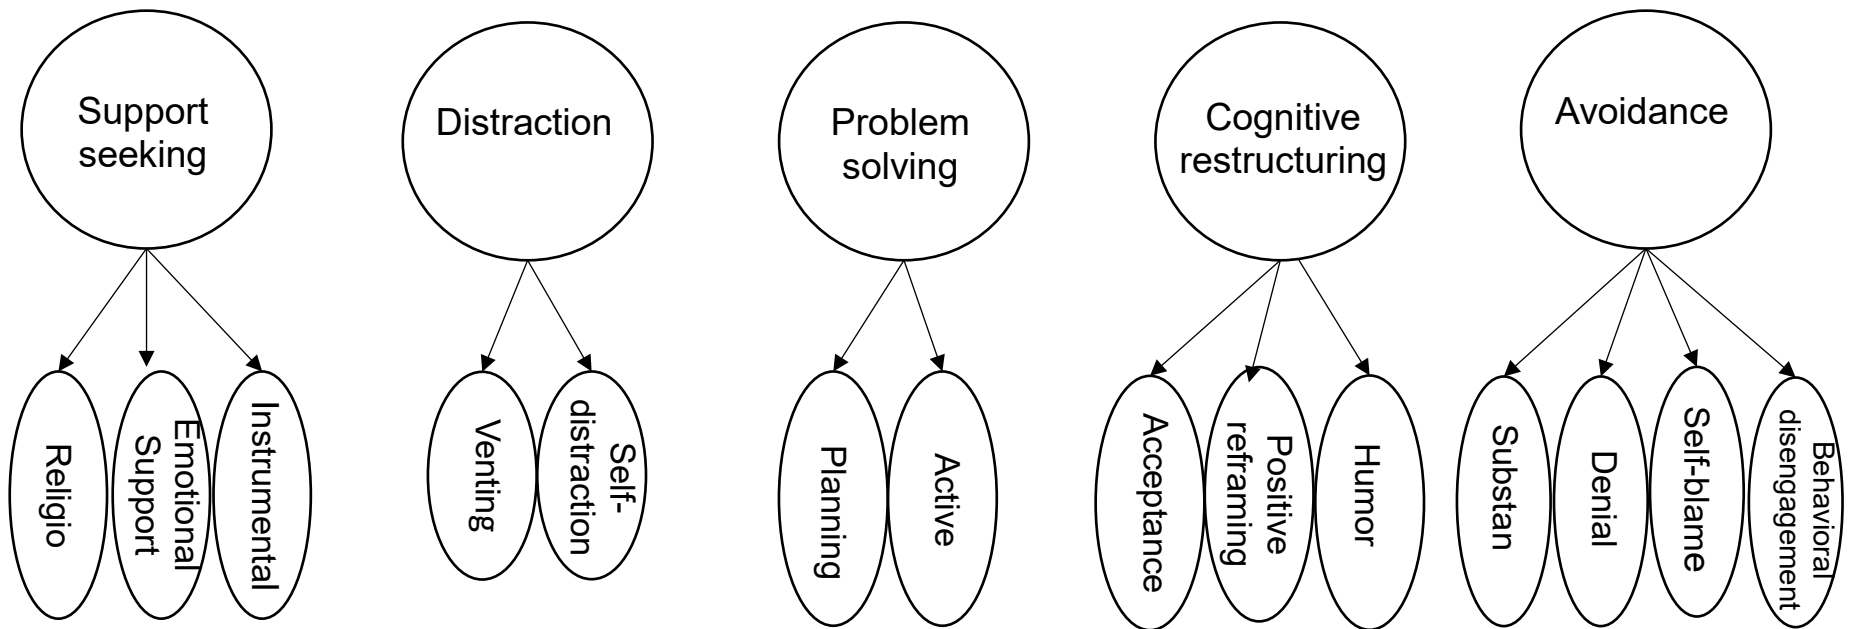 Support
seeking
Distraction
Problem
solving
Cognitive
restructuring
Avoidance
Religio
Emotional
Support
Instrumental
Venting
Self-
distraction
Planning
Active
Acceptance
Positive
reframing
Humor
Substan
Denial
Self-blame
Behavioral
disengagement